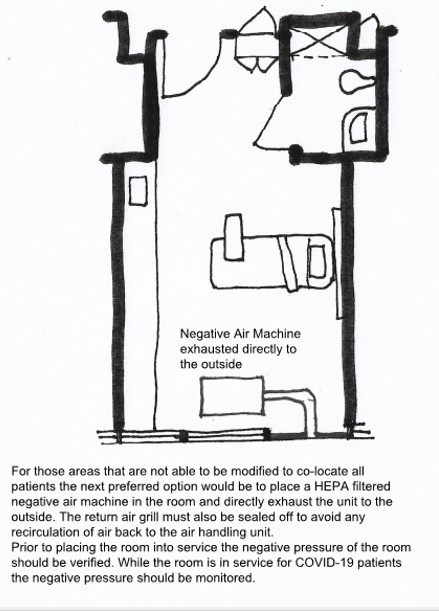 Negative Air Machine
exhausted directly to
the outside
For those areas that are not able to be modified to co-locate all
patients the next preferred option would be to place a HEPA filtered
negative air machine in the room and directly exhaust the unit to the
outside. The return air grill must also be sealed off to avoid any
recirculation of air back to the air handling unit.
Prior to placing the room into service the negative pressure of the room
should be verified. While the room is in service for COVID-19 patients
the negative pressure should be monitored.